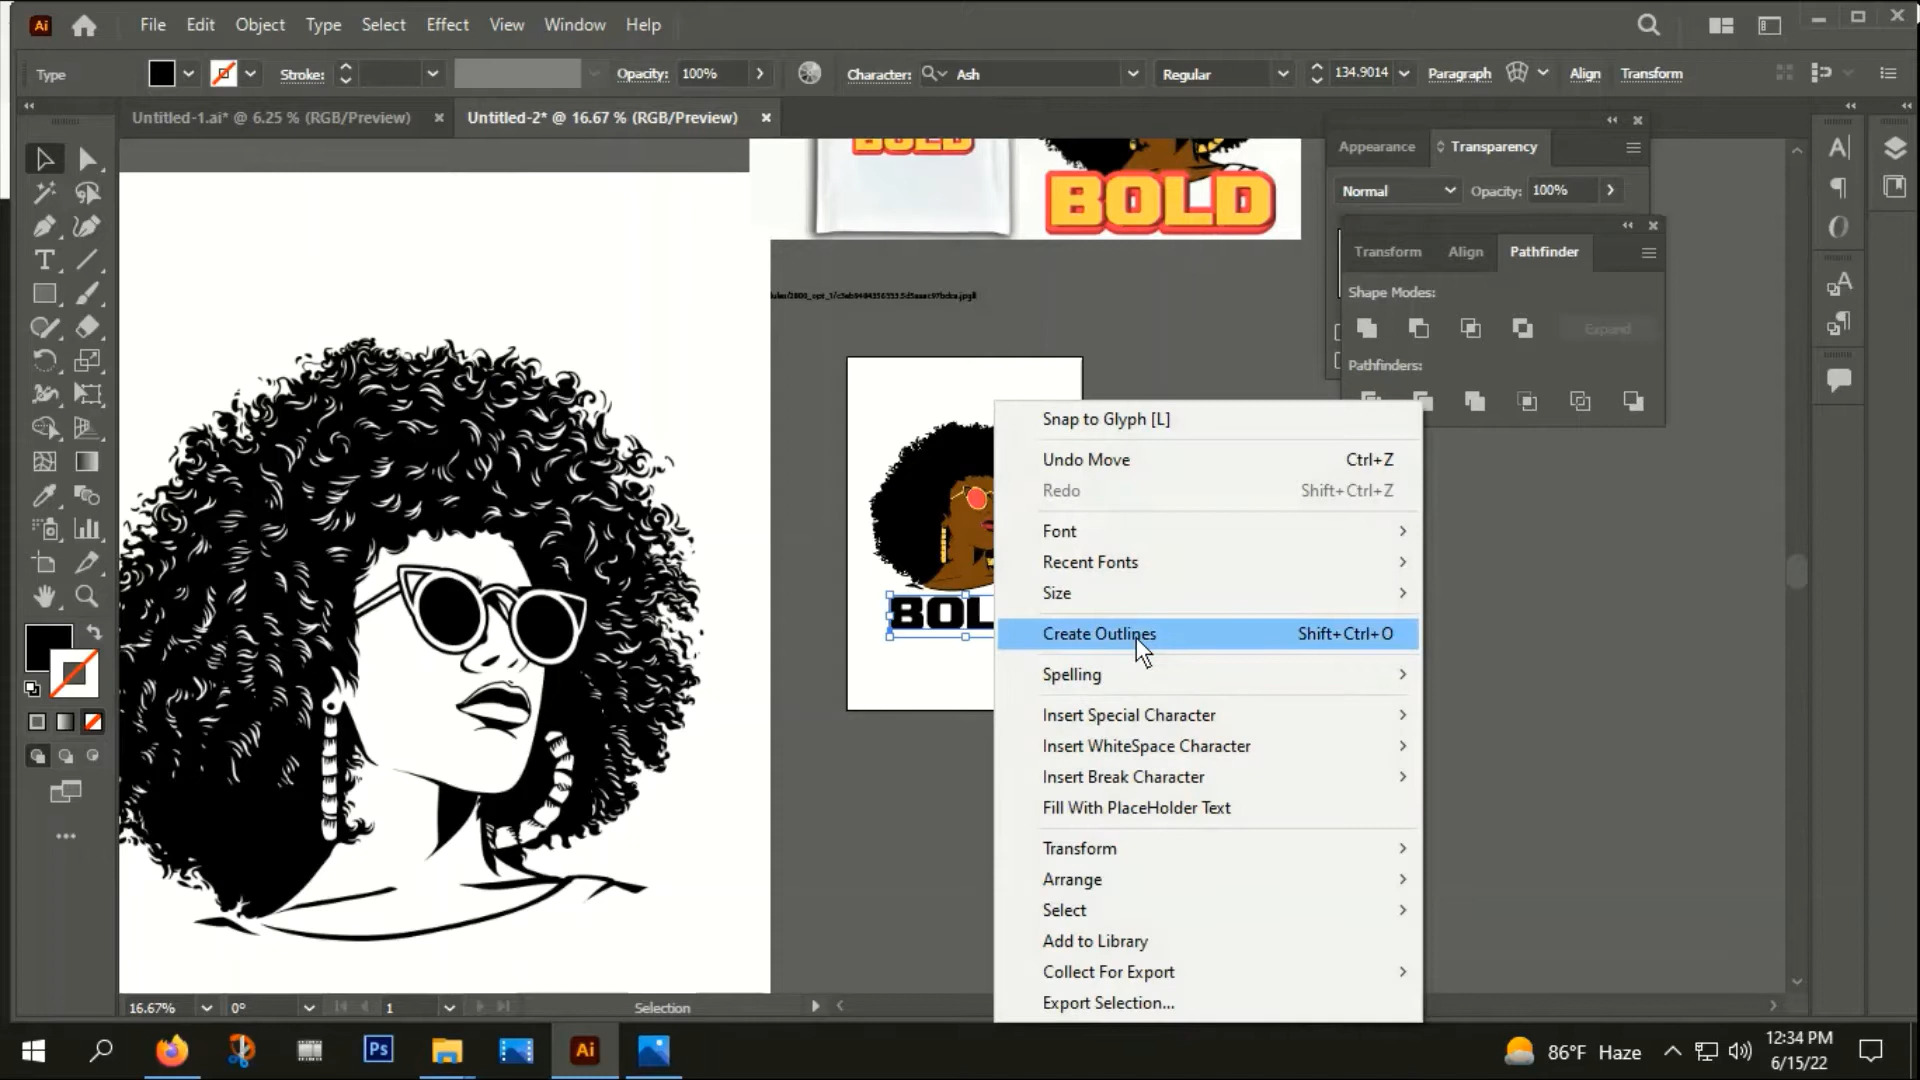 Ai File Edit Object Type Select Effect View Window Help
Type Stroke: Opacity: 100% Character: Ash Regular 134.9014 Paragraph Align Transform
Untitled-1.ai* @ 6.25 % (RGB/Preview) Untitled-2* @ 16.67 % (RGB/Preview)
Appearance Transparency
Normal Opacity: 100%
BOLD
BOLD
Transform Align Pathfinder
Shape Modes:
Expand
Pathfinders:
BOL
Snap to Glyph [L]
Undo Move Ctrl+Z
Redo Shift+Ctrl+Z
Font
Recent Fonts
Size
Create Outlines Shift+Ctrl+O
Spelling
Insert Special Character
Insert WhiteSpace Character
Insert Break Character
Fill With PlaceHolder Text
Transform
Arrange
Select
Add to Library
Collect For Export
Export Selection...
16.67% 0° 1 Selection
Ps Ai 86°F Haze 12:34 PM
6/15/22